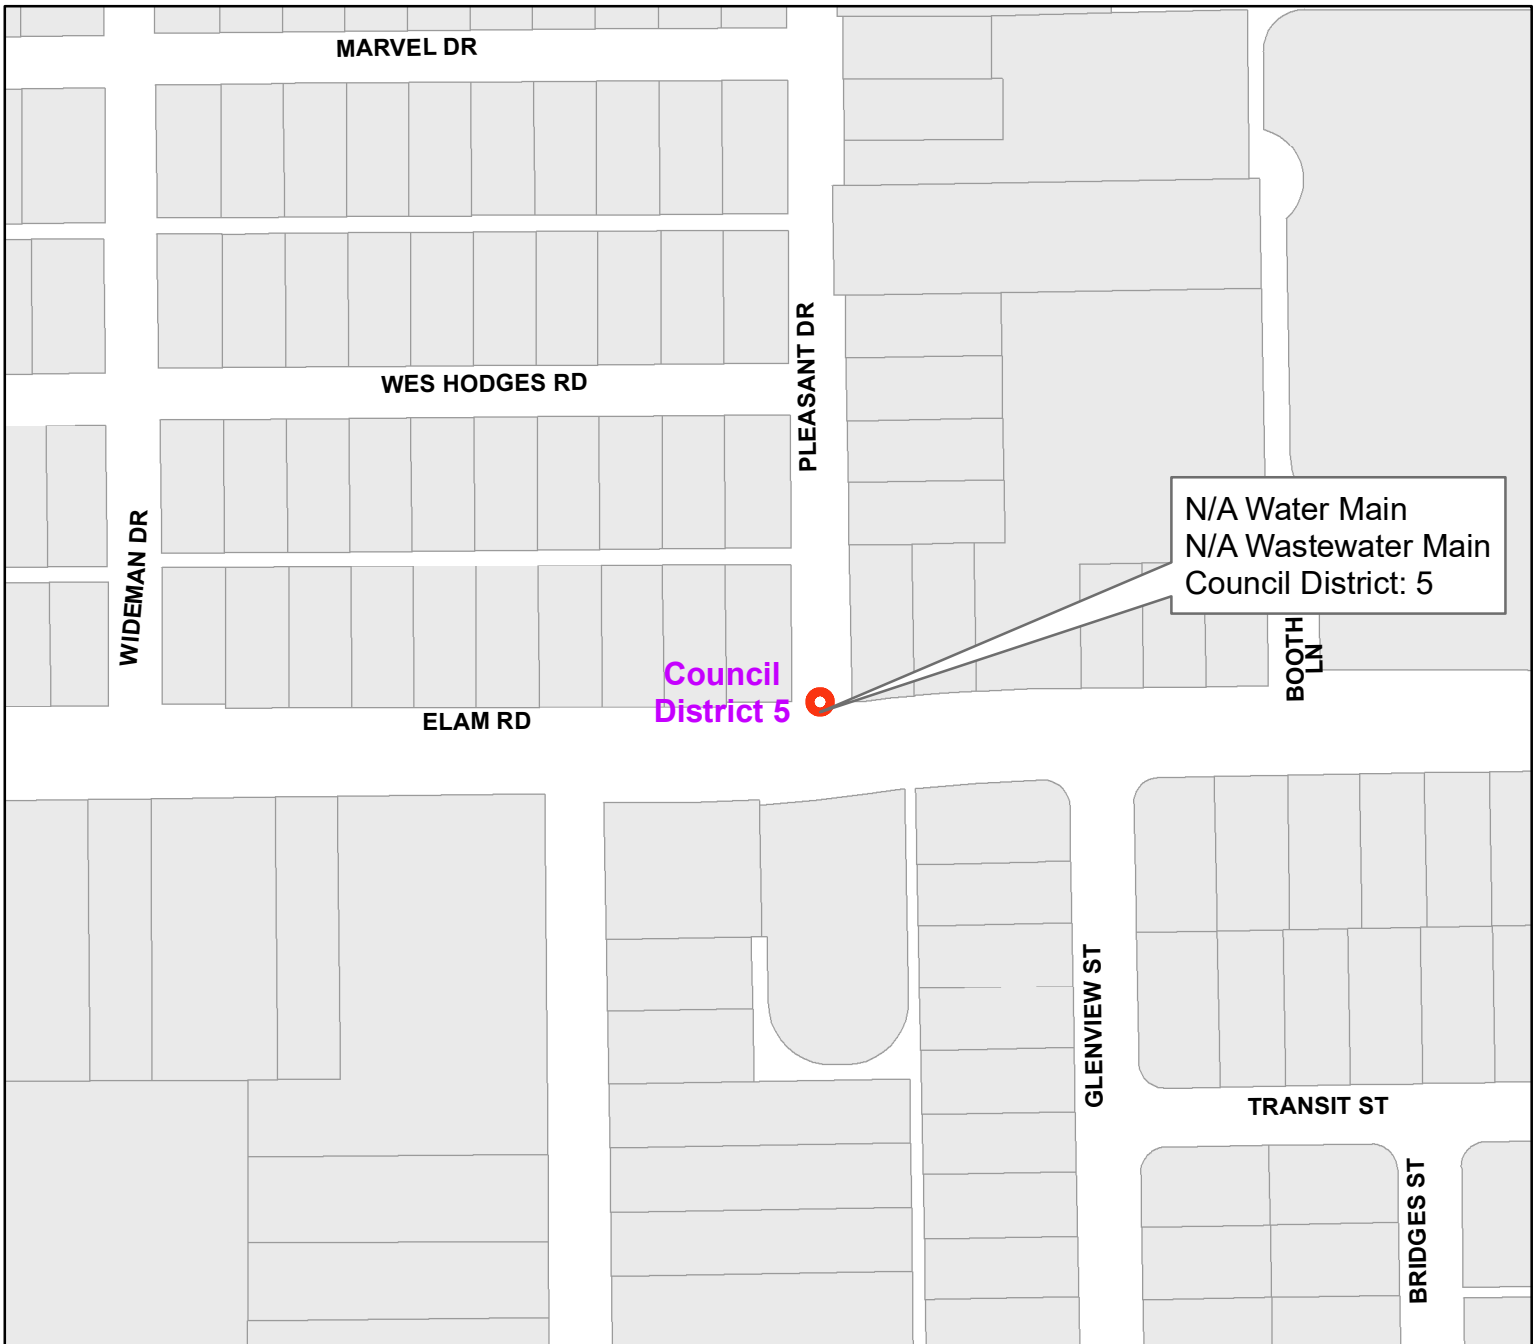 MARVEL DR
PLEASANT DR
WES HODGES RD
N/A Water Main
N/A Wastewater Main
Council District: 5
WIDEMAN DR
BOOTH
LN
Council
District 5
ELAM RD
GLENVIEW ST
TRANSIT ST
BRIDGES ST